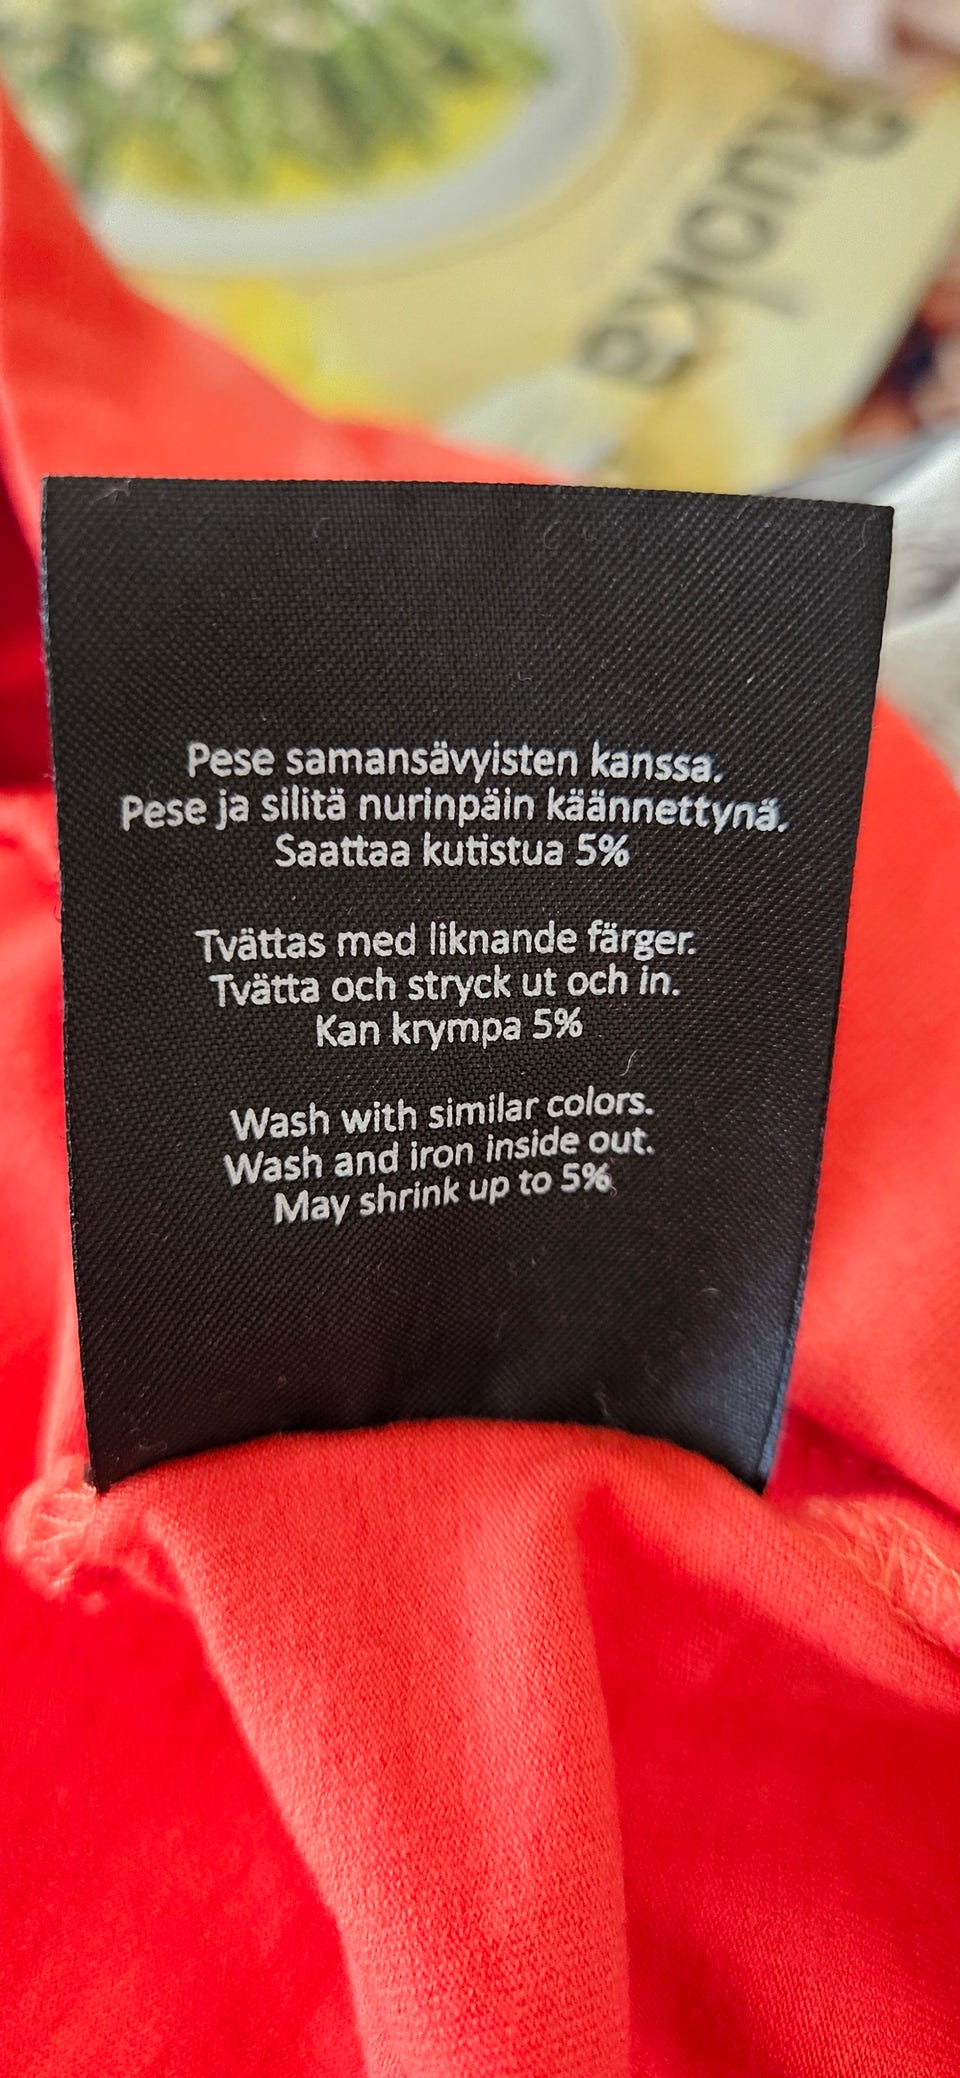 Rucka
Pese samansävyisten kanssa.
Pese ja silitä nurinpäin käännettynä.
Saattaa kutistua 5%
Tvättas med liknande färger.
Tvätta och stryck ut och in.
Kan krympa 5%
Wash with similar colors.
Wash and iron inside out.
May shrink up to 5%